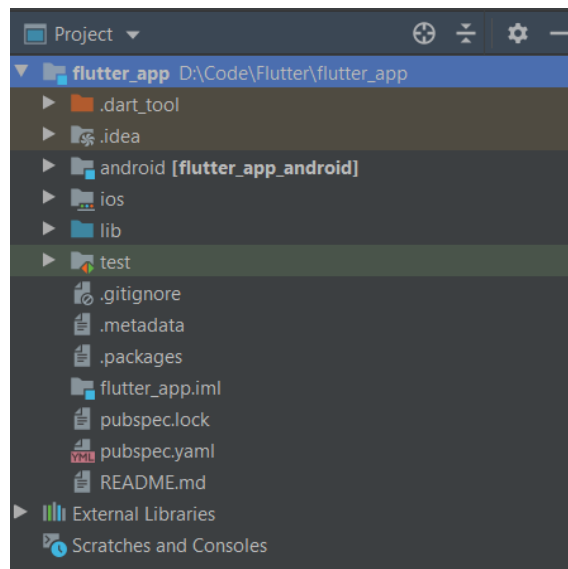 Project
flutter_app D:\Code\Flutter\flutter_app
.dart_tool
.idea
android [flutter_app_android]
ios
lib
test
.gitignore
.metadata
.packages
flutter_app.iml
pubspec.lock
YML pubspec.yaml
README.md
External Libraries
Scratches and Consoles